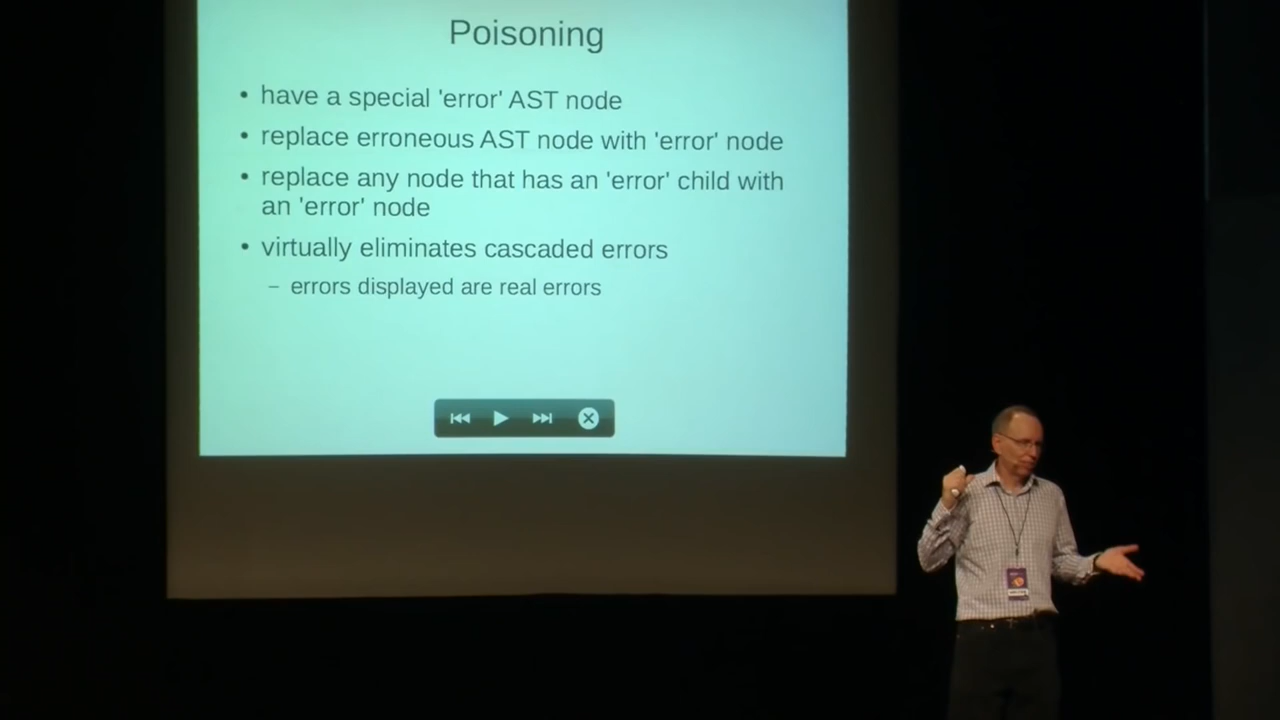 Poisoning
• have a special 'error' AST node
• replace erroneous AST node with 'error' node
• replace any node that has an 'error' child with
an 'error' node
• virtually eliminates cascaded errors
– errors displayed are real errors